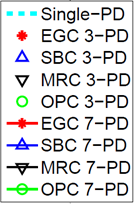 Single-PD
EGC 3-PD
SBC 3-PD
MRC 3-PD
OPC 3-PD
EGC 7-PD
SBC 7-PD
MRC 7-PD
OPC 7-PD